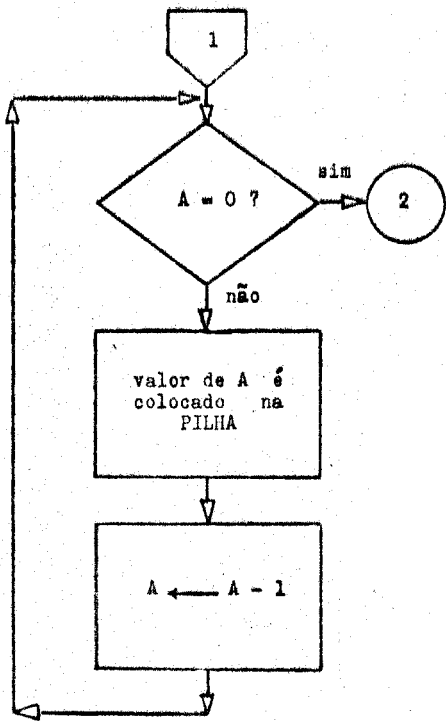 1
A = 0 ?
sim
2
não
valor de A é
colocado na
PILHA
A ← A - 1